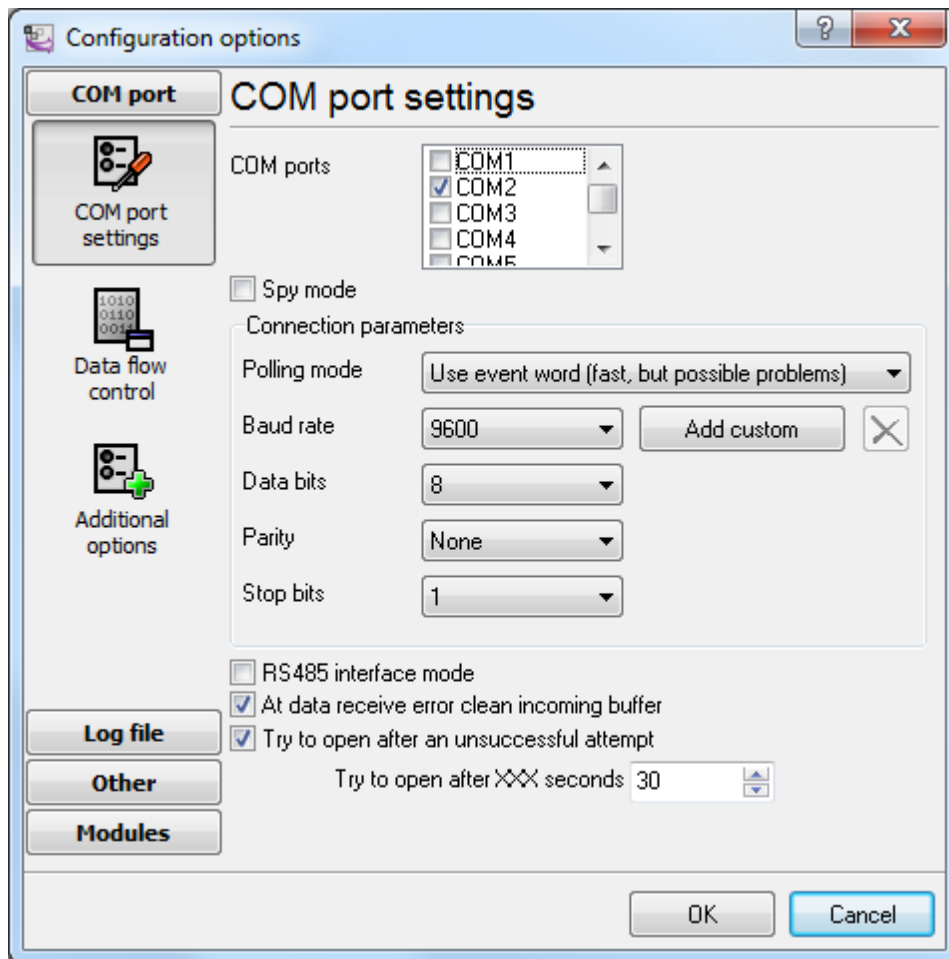 Configuration options
COM port
COM port settings
COM port
settings
1010
0110
0011
Data flow
control
Additional
options
Log file
Other
Modules
COM ports
COM1
COM2
COM3
COM4
COM5
Spy mode
Connection parameters
Polling mode
Use event word (fast, but possible problems)
Baud rate
9600
Add custom
Data bits
8
Parity
None
Stop bits
1
RS485 interface mode
At data receive error clean incoming buffer
Try to open after an unsuccessful attempt
Try to open after XXX seconds 30
OK
Cancel